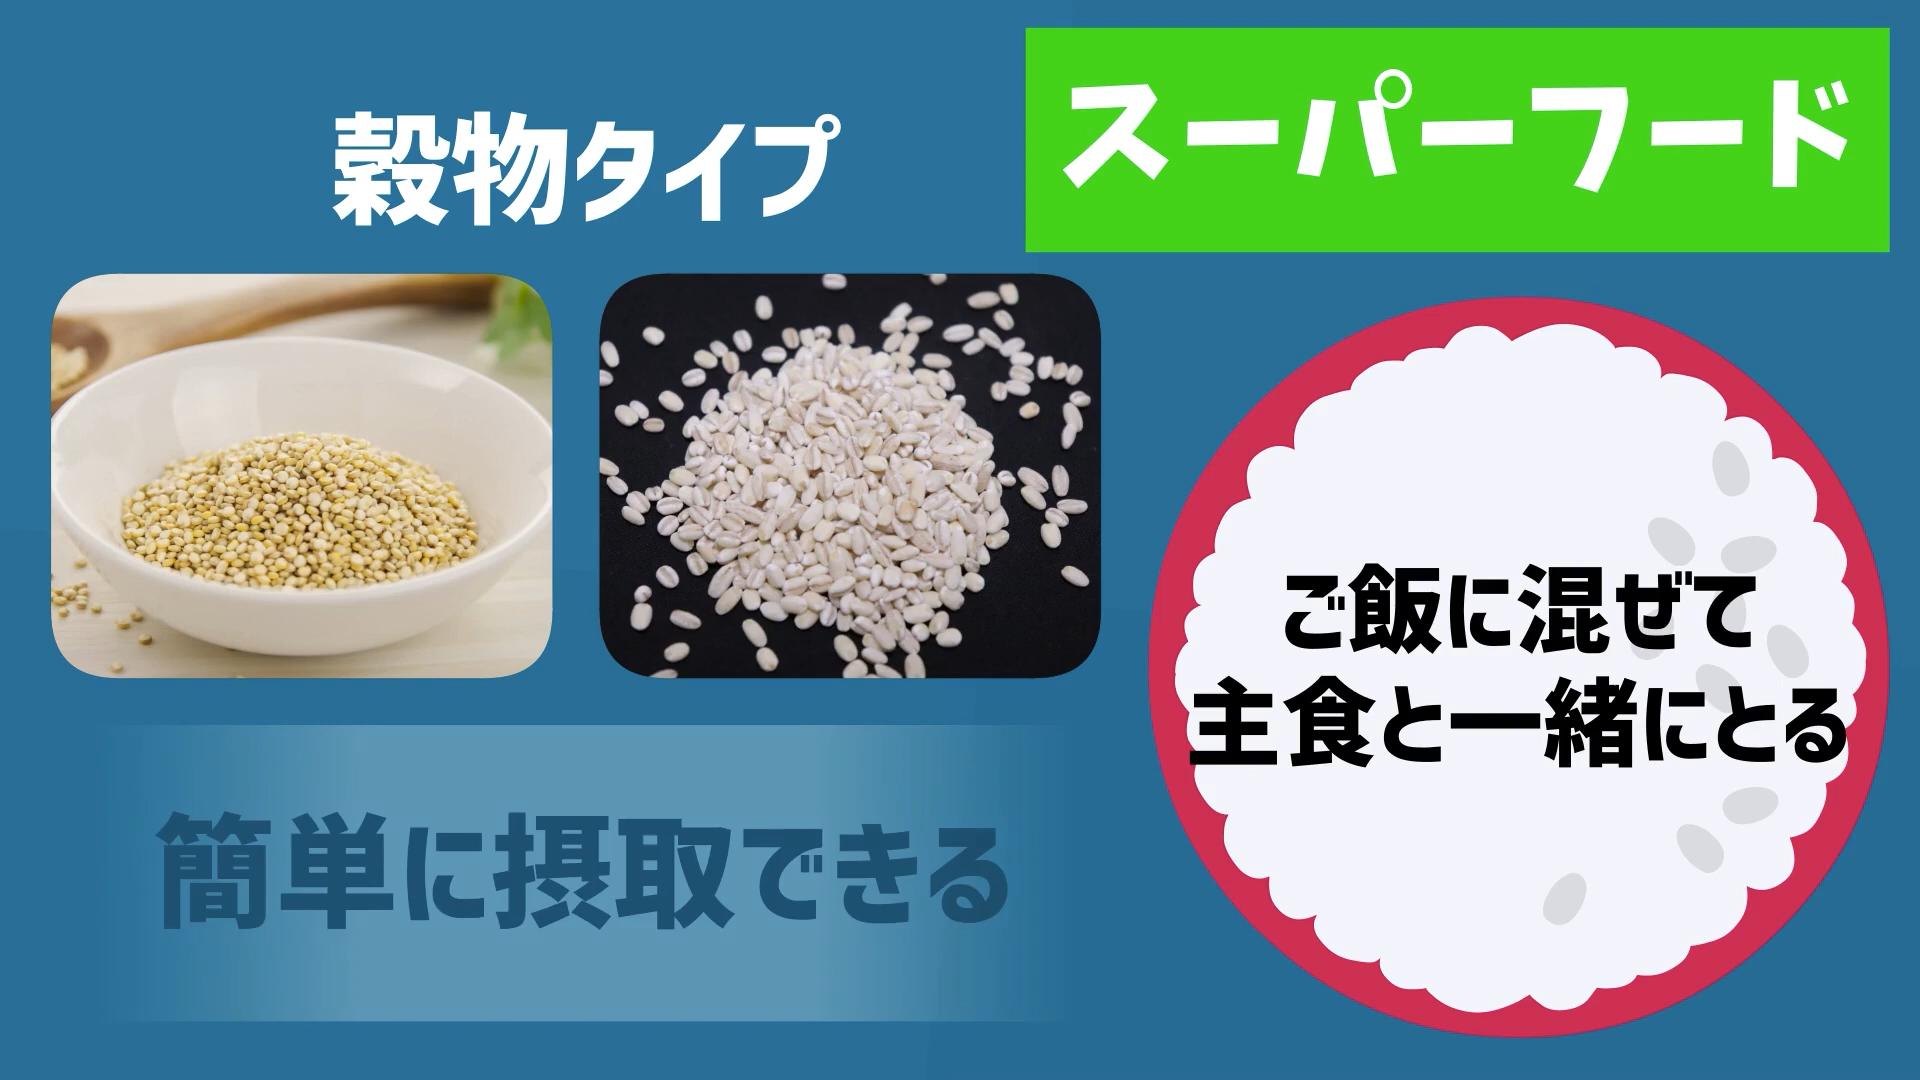 スーパーフード
穀物タイプ
ご飯に混ぜて
主食と一緒にとる
簡単に摂取できる